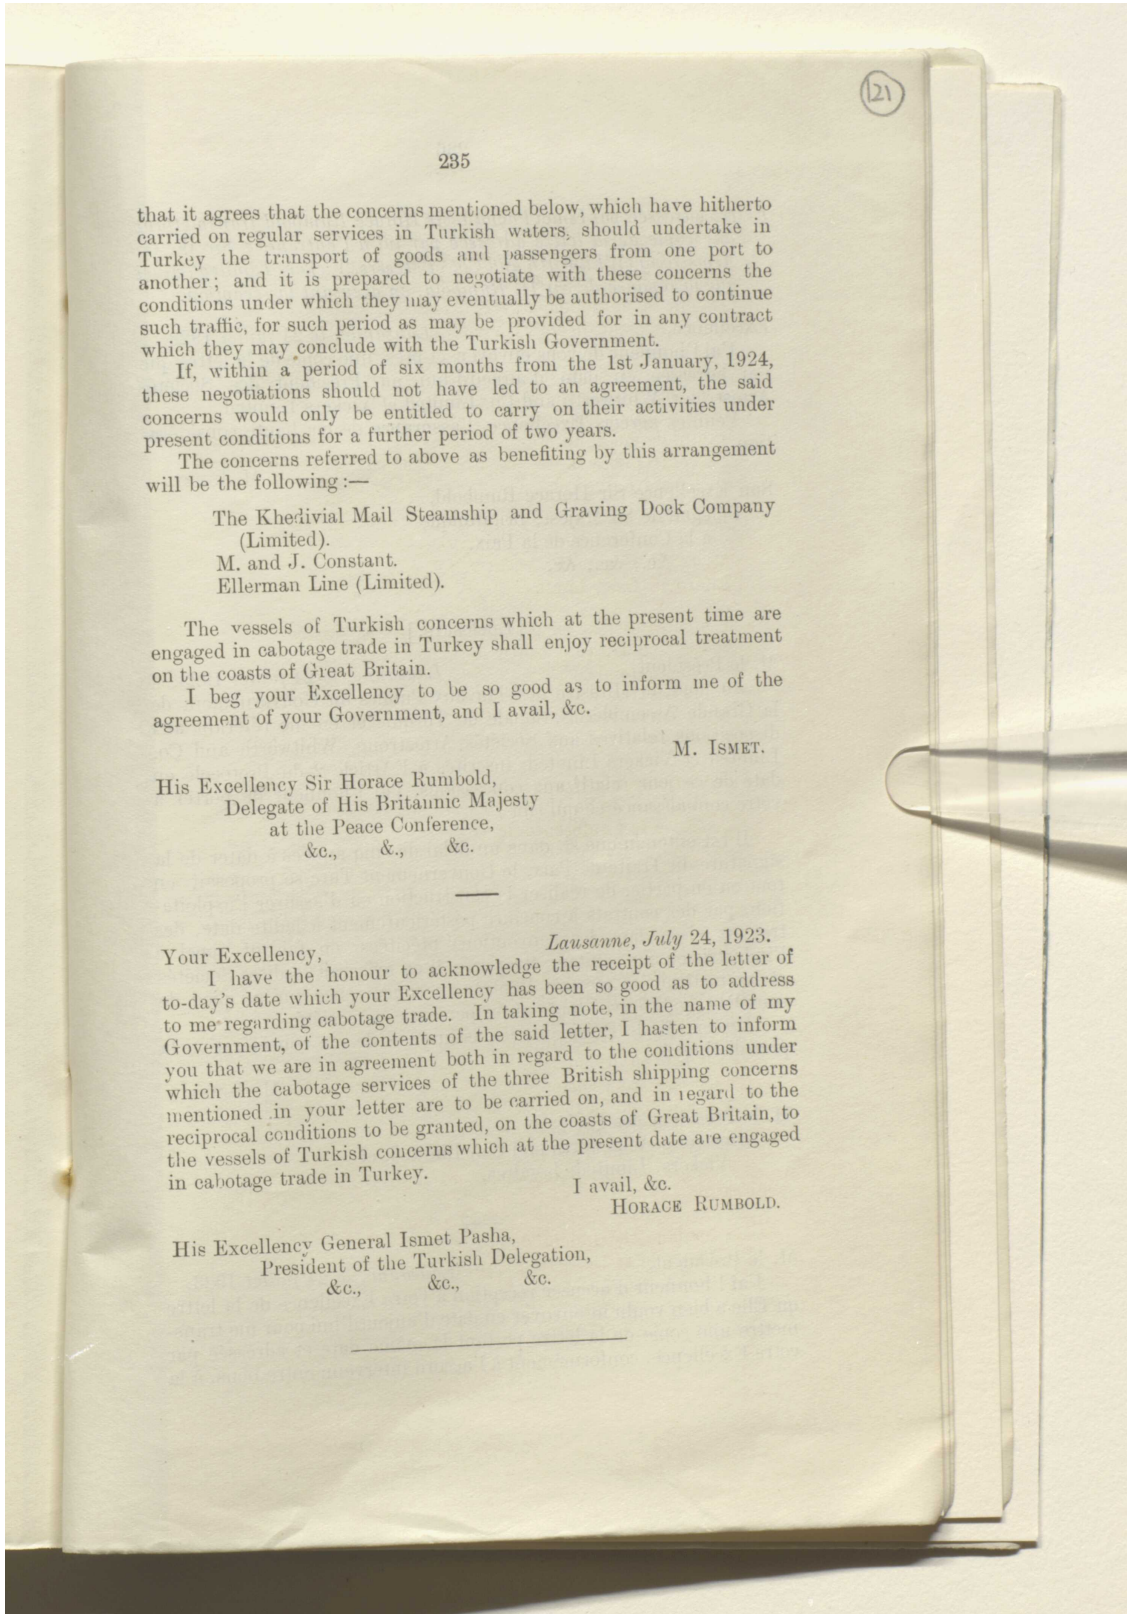 121
235
that it agrees that the concerns mentioned below, which have hitherto
carried on regular services in Turkish waters, should undertake in
Turkey the transport of goods and passengers from one port to
another; and it is prepared to negotiate with these concerns the
conditions under which they may eventually be authorised to continue
such traffic, for such period as may be provided for in any contract
which they may conclude with the Turkish Government.
If, within a period of six months from the 1st January, 1924,
these negotiations should not have led to an agreement, the said
concerns would only be entitled to carry on their activities under
present conditions for a further period of two years.
The concerns referred to above as benefiting by this arrangement
will be the following:—
The Khedivial Mail Steamship and Graving Dock Company
(Limited).
M. and J. Constant.
Ellerman Line (Limited).
The vessels of Turkish concerns which at the present time are
engaged in cabotage trade in Turkey shall enjoy reciprocal treatment
on the coasts of Great Britain.
I beg your Excellency to be so good as to inform me of the
agreement of your Government, and I avail, &c.
M. ISMET.
His Excellency Sir Horace Rumbold,
Delegate of His Britannic Majesty
at the Peace Conference,
&c., &., &c.
Lausanne, July 24, 1923.
Your Excellency,
I have the honour to acknowledge the receipt of the letter of
to-day's date which your Excellency has been so good as to address
to me regarding cabotage trade. In taking note, in the name of my
Government, of the contents of the said letter, I hasten to inform
you that we are in agreement both in regard to the conditions under
which the cabotage services of the three British shipping concerns
mentioned in your letter are to be carried on, and in regard to the
reciprocal conditions to be granted, on the coasts of Great Britain, to
the vessels of Turkish concerns which at the present date are engaged
in cabotage trade in Turkey.
I avail, &c.
HORACE RUMBOLD.
His Excellency General Ismet Pasha,
President of the Turkish Delegation,
&c., &c., &c.